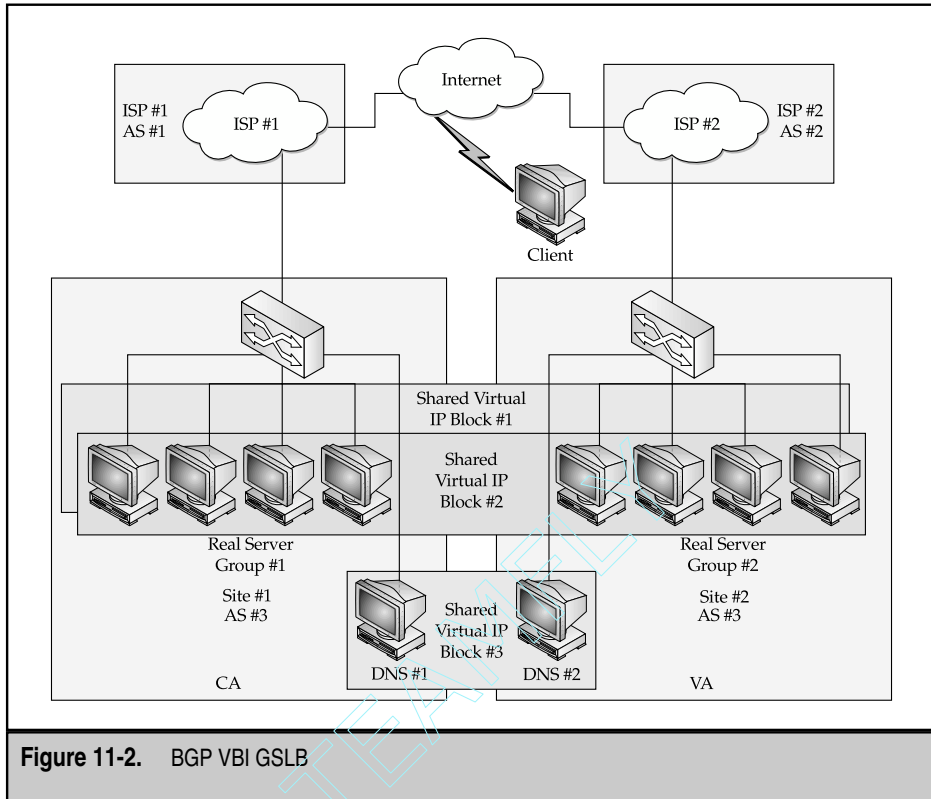 Internet
ISP #1
AS #1
ISP #1
ISP #2
ISP #2
AS #2
Client
Shared Virtual
IP Block #1
Shared
Virtual IP
Block #2
Real Server
Group #1
Real Server
Group #2
Site #1
AS #3
Site #2
AS #3
Shared
Virtual IP
Block #3
DNS #1
DNS #2
CA
VA
TEAMFLY
Figure 11-2. BGP VBI GSLB